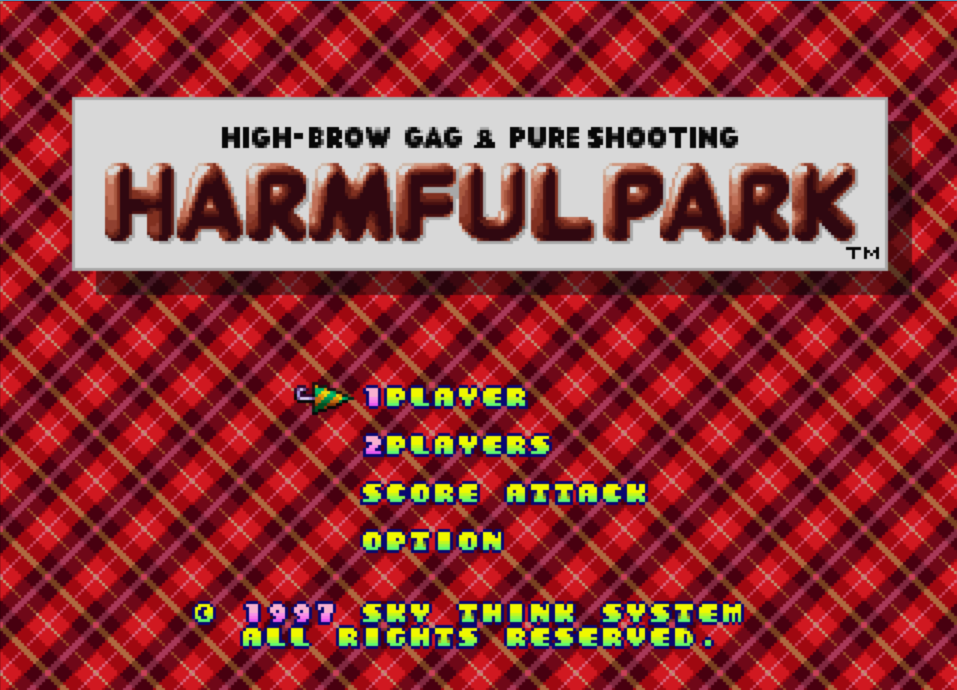 HIGH-BROW GAG & PURE SHOOTING
HARMFUL PARK
TM
1PLAYER
2PLAYERS
SCORE ATTACK
OPTION
© 1997 SKY THINK SYSTEM
ALL RIGHTS RESERVED.